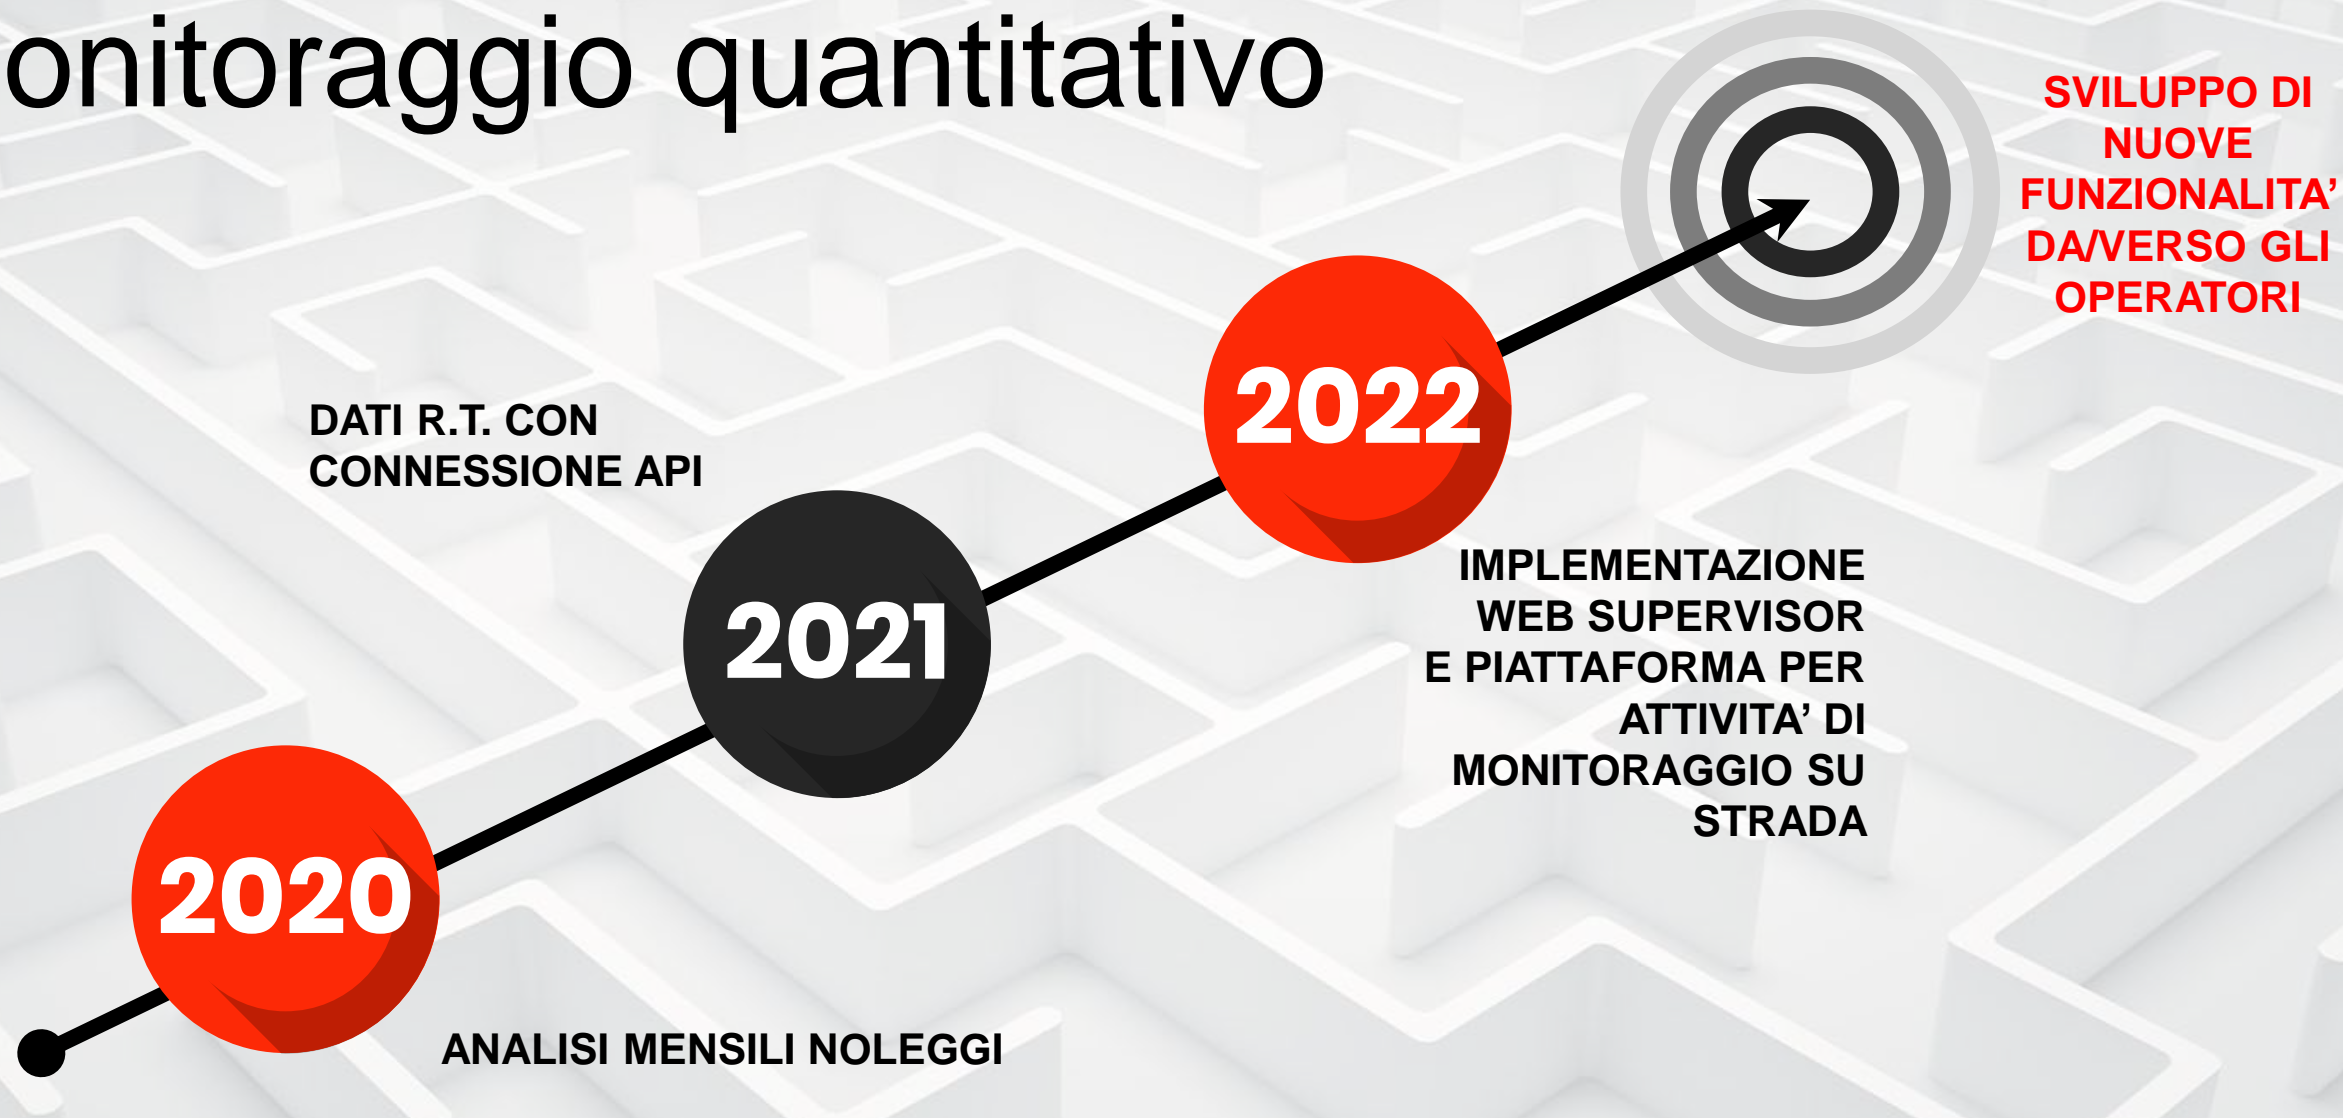 onitoraggio quantitativo
SVILUPPO DI
NUOVE
FUNZIONALITA’
DA/VERSO GLI
OPERATORI
2022
DATI R.T. CON
CONNESSIONE API
2021
IMPLEMENTAZIONE
WEB SUPERVISOR
E PIATTAFORMA PER
ATTIVITA’ DI
MONITORAGGIO SU
STRADA
2020
ANALISI MENSILI NOLEGGI